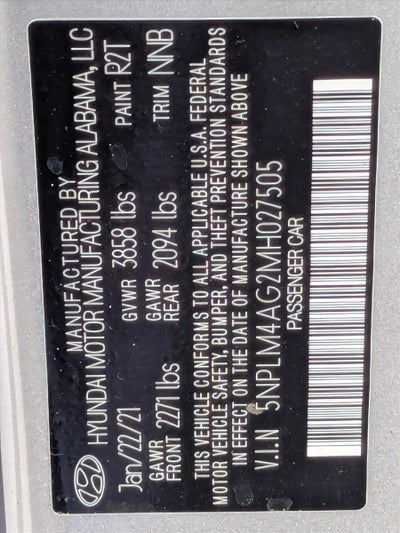 MANUFACTURED BY
HYUNDAI MOTOR MANUFACTURING ALABAMA, LLC
Jan/22/21 GVWR 3858 lbs PAINT R2T
GAWR FRONT 2271 lbs GAWR REAR 2094 lbs TRIM NNB
THIS VEHICLE CONFORMS TO ALL APPLICABLE U.S.A. FEDERAL
MOTOR VEHICLE SAFETY, BUMPER, AND THEFT PREVENTION STANDARDS
IN EFFECT ON THE DATE OF MANUFACTURE SHOWN ABOVE
V.I.N 5NPLM4AG2MH027505
PASSENGER CAR